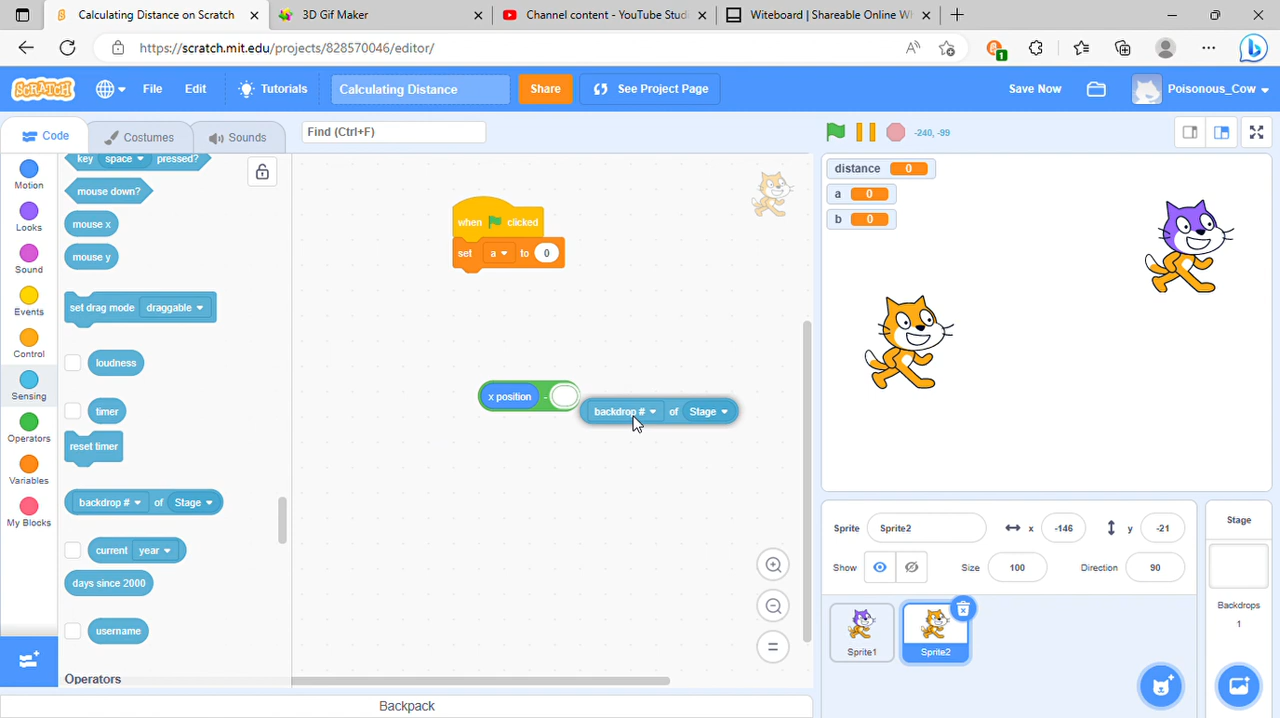 Calculating Distance on Scratch
3D Gif Maker
Channel content - YouTube Studi
Witeboard | Shareable Online Wi
https://scratch.mit.edu/projects/828570046/editor/
1
SCRATCH
File
Edit
Tutorials
Calculating Distance
Share
See Project Page
Save Now
Poisonous_Cow
Code
Costumes
Sounds
Find (Ctrl+F)
-240, -99
Motion
Looks
Sound
Events
Control
Sensing
Operators
Variables
My Blocks
key space pressed?
mouse down?
mouse x
mouse y
set drag mode draggable
loudness
timer
reset timer
backdrop # of Stage
current year
days since 2000
username
Operators
when clicked
set a to 0
x position -
backdrop # of Stage
distance 0
a 0
b 0
Sprite Sprite2 x -146 y -21
Show Size 100 Direction 90
Sprite1
Sprite2
Stage
Backdrops
1
Backpack